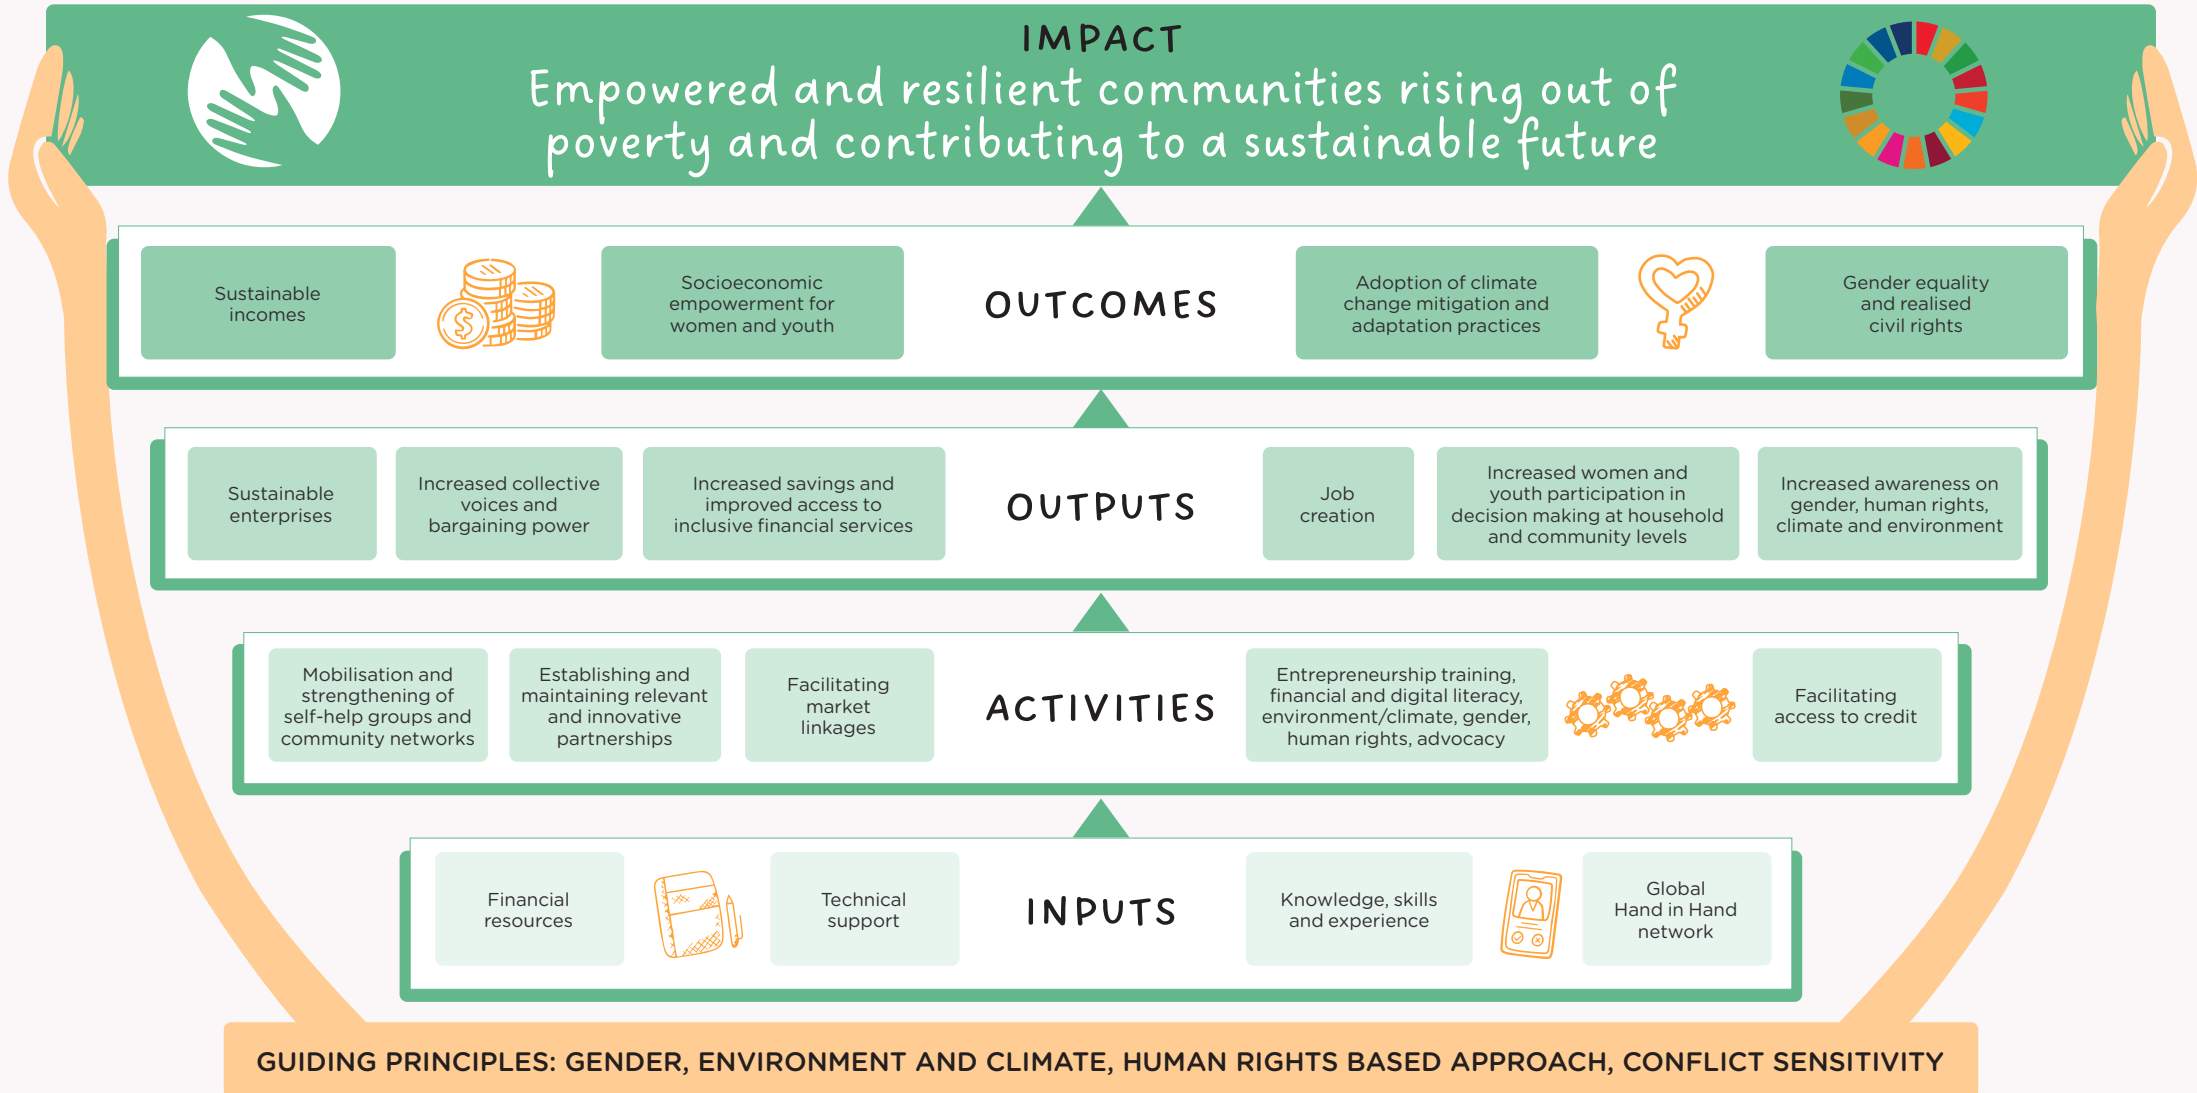 IMPACT
Empowered and resilient communities rising out of
poverty and contributing to a sustainable future
Sustainable
incomes
Socioeconomic
empowerment for
women and youth
OUTCOMES
Adoption of climate
change mitigation and
adaptation practices
Gender equality
and realised
civil rights
Sustainable
enterprises
Increased collective
voices and
bargaining power
Increased savings and
improved access to
inclusive financial services
OUTPUTS
Job
creation
Increased women and
youth participation in
decision making at household
and community levels
Increased awareness on
gender, human rights,
climate and environment
Mobilisation and
strengthening of
self-help groups and
community networks
Establishing and
maintaining relevant
and innovative
partnerships
Facilitating
market
linkages
ACTIVITIES
Entrepreneurship training,
financial and digital literacy,
environment/climate, gender,
human rights, advocacy
Facilitating
access to credit
Financial
resources
Technical
support
INPUTS
Knowledge, skills
and experience
Global
Hand in Hand
network
GUIDING PRINCIPLES: GENDER, ENVIRONMENT AND CLIMATE, HUMAN RIGHTS BASED APPROACH, CONFLICT SENSITIVITY